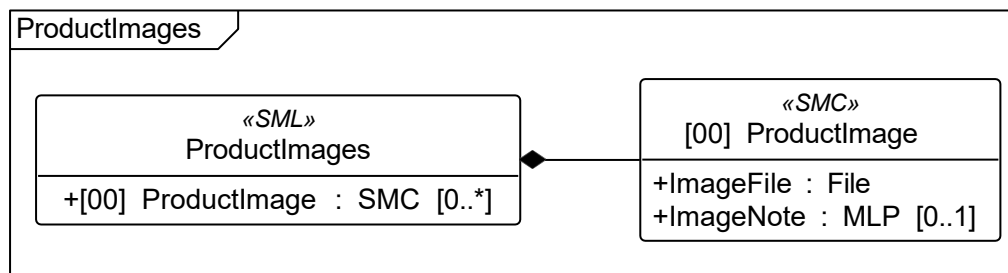 ProductImages
«SML»
ProductImages
+[00] ProductImage : SMC [0..*]
«SMC»
[00] ProductImage
+ImageFile : File
+ImageNote : MLP [0..1]